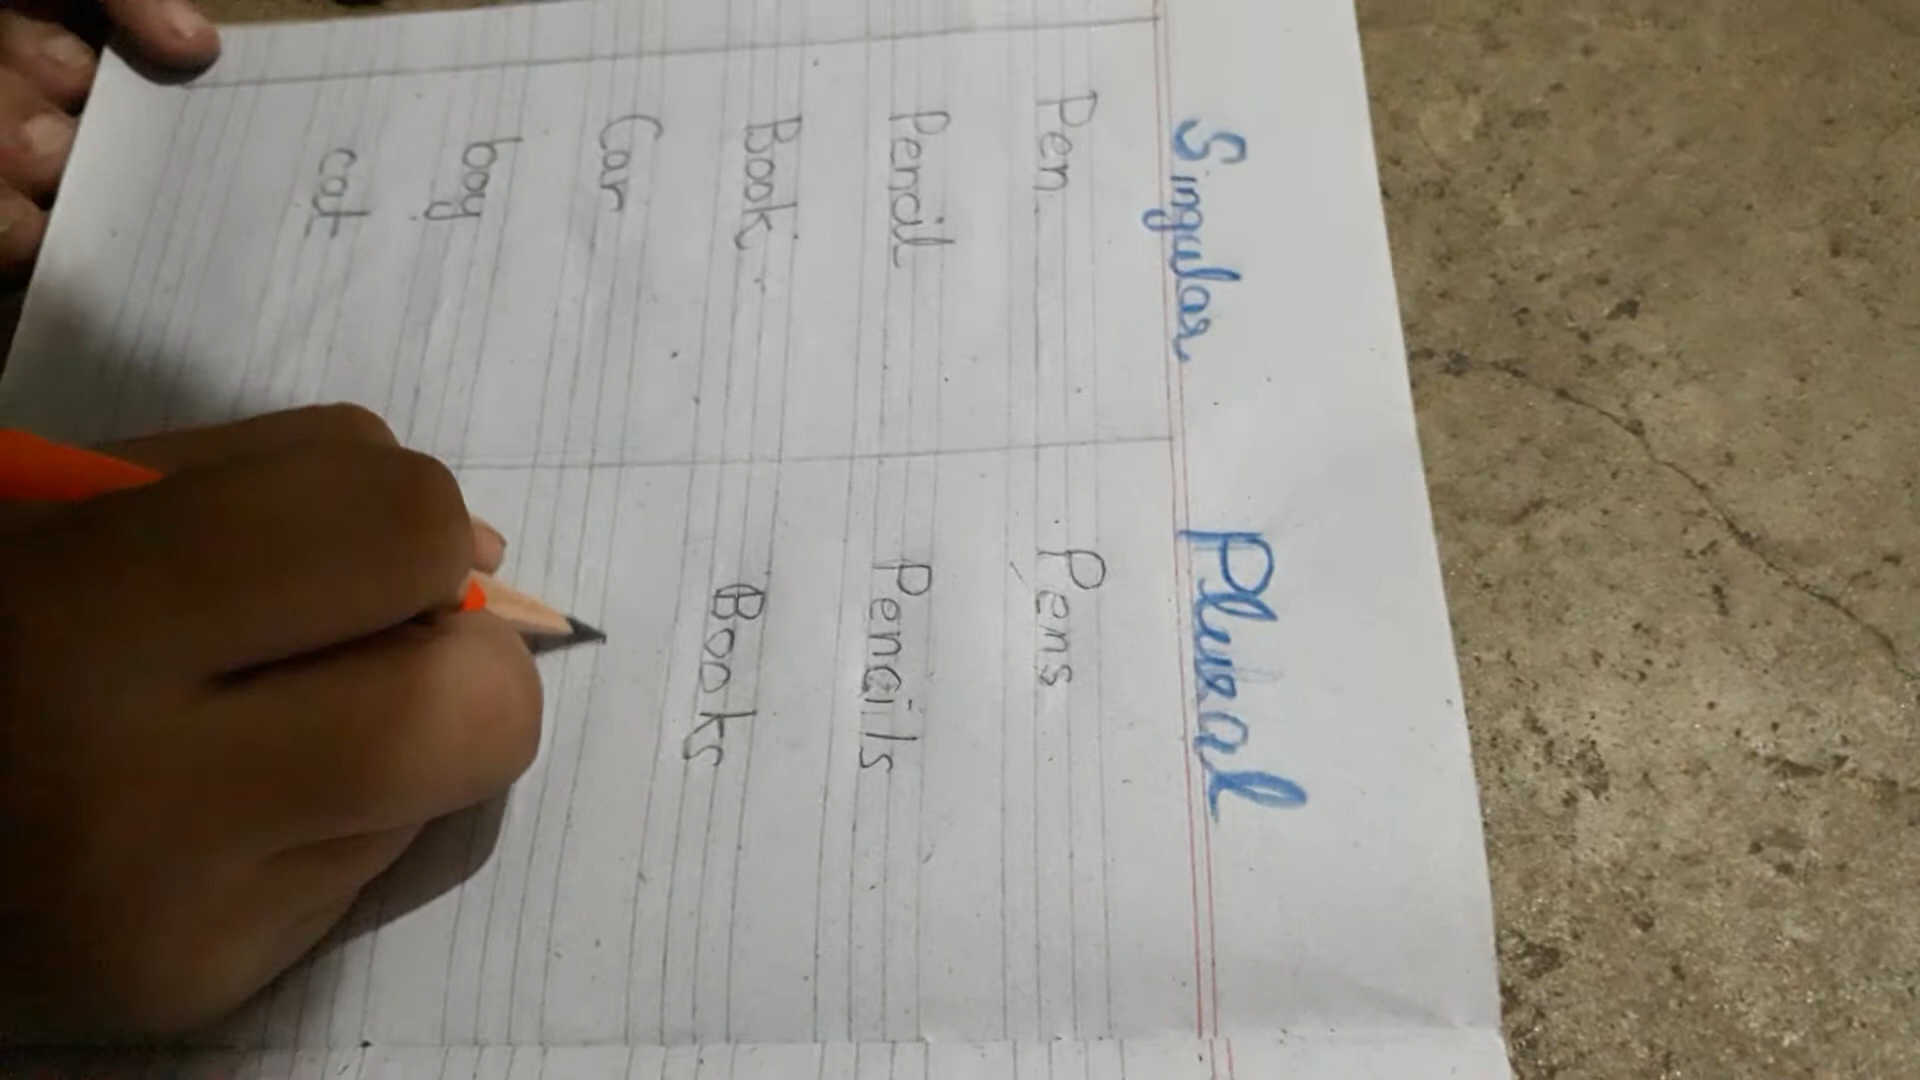 Singular Plural
Pen Pens
Pencil Pencils
Book Books
Car
boy
cat